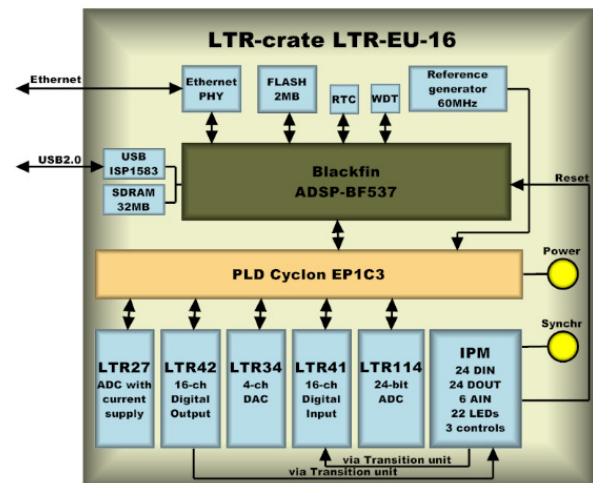 LTR-crate LTR-EU-16
Ethernet
Ethernet
PHY
FLASH
2MB
RTC
WDT
Reference
generator
60MHz
USB2.0
USB
ISP1583
SDRAM
32MB
Blackfin
ADSP-BF537
Reset
PLD Cyclon EP1C3
Power
Synchr
LTR27
ADC with
current
supply
LTR42
16-ch
Digital
Output
LTR34
4-ch
DAC
LTR41
16-ch
Digital
Input
LTR114
24-bit
ADC
IPM
24 DIN
24 DOUT
6 AIN
22 LEDs
3 controls
via Transition unit
via Transition unit